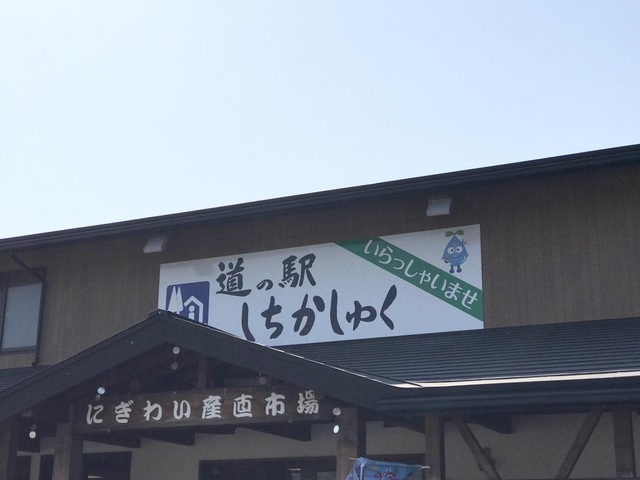 道の駅
しちかしゅく
いらっしゃいませ
にぎわい産直市場